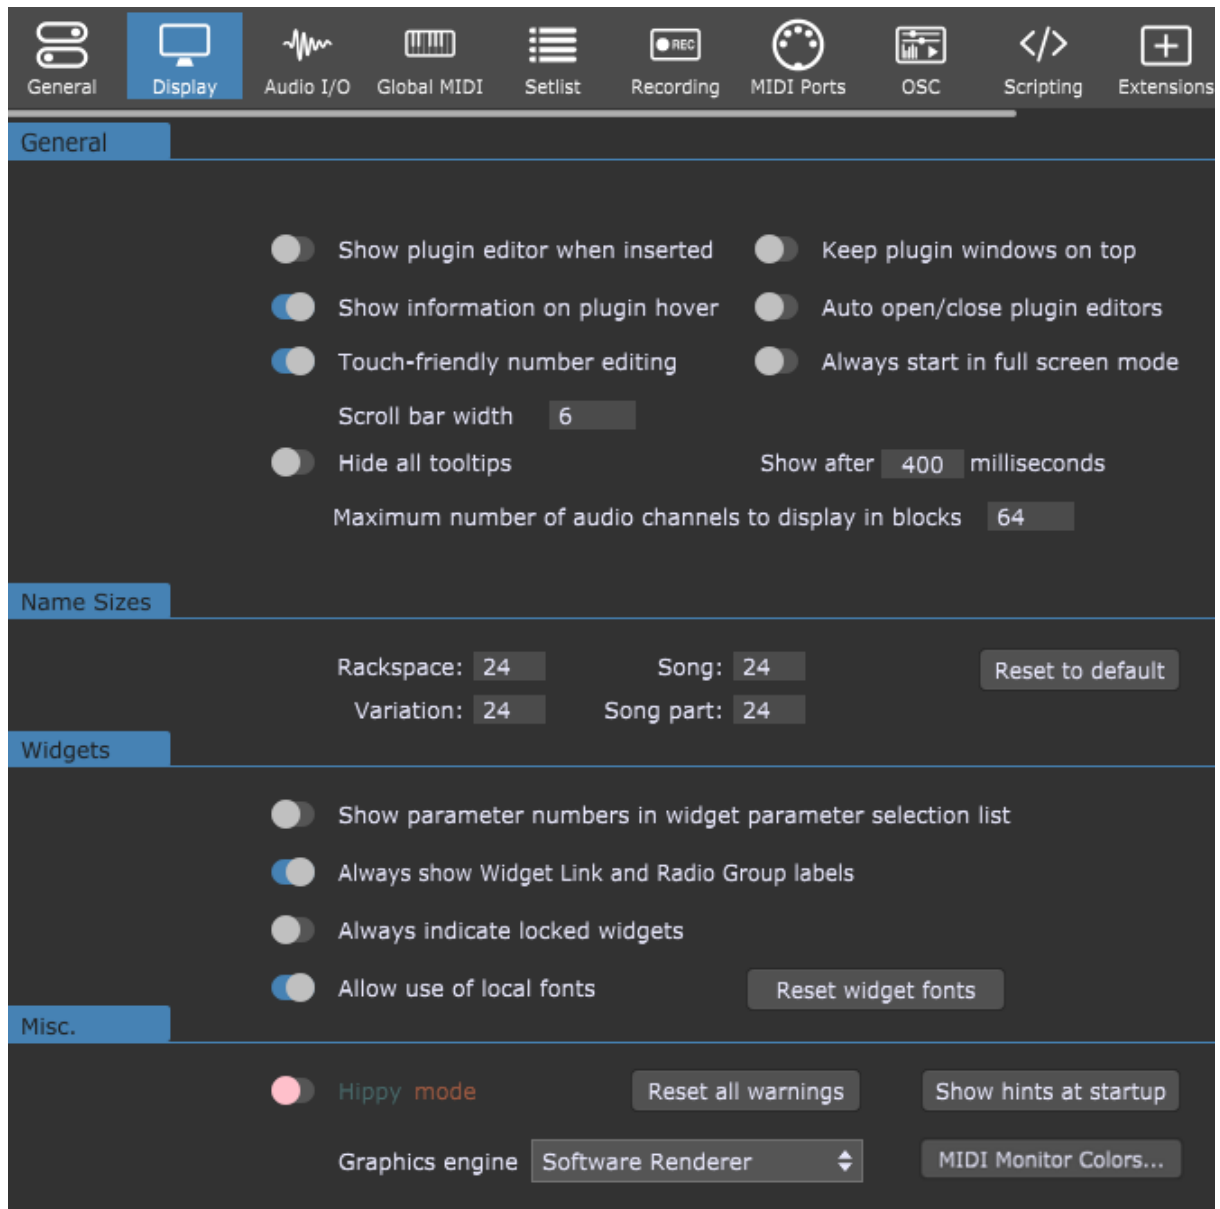 REC
General Display Audio I/O Global MIDI Setlist Recording MIDI Ports OSC Scripting Extensions
General
Show plugin editor when inserted Keep plugin windows on top
Show information on plugin hover Auto open/close plugin editors
Touch-friendly number editing Always start in full screen mode
Scroll bar width 6
Hide all tooltips Show after 400 milliseconds
Maximum number of audio channels to display in blocks 64
Name Sizes
Rackspace: 24 Song: 24 Reset to default
Variation: 24 Song part: 24
Widgets
Show parameter numbers in widget parameter selection list
Always show Widget Link and Radio Group labels
Always indicate locked widgets
Allow use of local fonts Reset widget fonts
Misc.
Hippy mode Reset all warnings Show hints at startup
Graphics engine Software Renderer MIDI Monitor Colors...